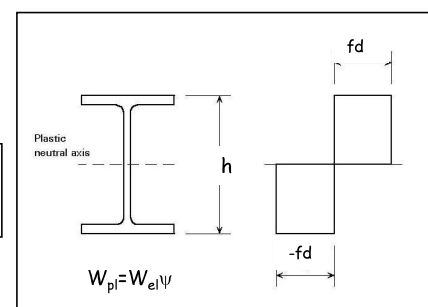 fd
Plastic
neutral axis
h
-fd
Wpl=Welψ